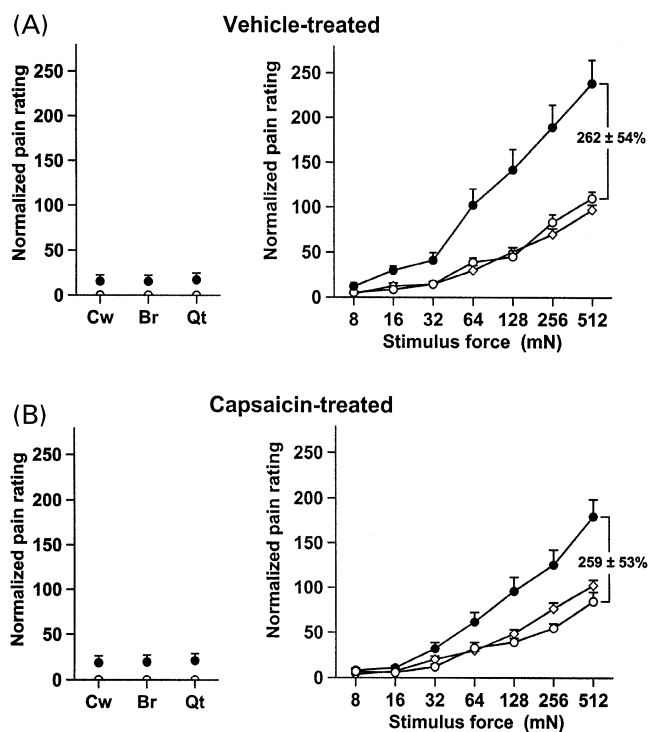 (A)
Vehicle-treated
Normalized pain rating
250
200
150
100
50
0
Cw Br Qt
Normalized pain rating
250
200
150
100
50
0
262 ± 54%
8 16 32 64 128 256 512
Stimulus force (mN)
(B)
Capsaicin-treated
Normalized pain rating
250
200
150
100
50
0
Cw Br Qt
Normalized pain rating
250
200
150
100
50
0
259 ± 53%
8 16 32 64 128 256 512
Stimulus force (mN)